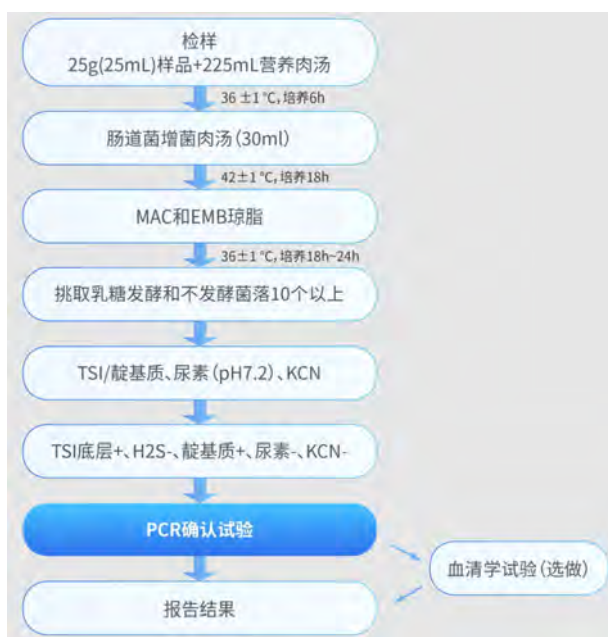 检样
25g(25mL)样品+225mL营养肉汤
36 ±1 °C,培养6h
肠道菌增菌肉汤(30ml)
42±1 °C,培养18h
MAC和EMB琼脂
36±1 °C,培养18h~24h
挑取乳糖发酵和不发酵菌落10个以上
TSI/靛基质、尿素(pH7.2)、KCN
TSI底层+、H2S-、靛基质+、尿素-、KCN-
PCR确认试验
血清学试验(选做)
报告结果